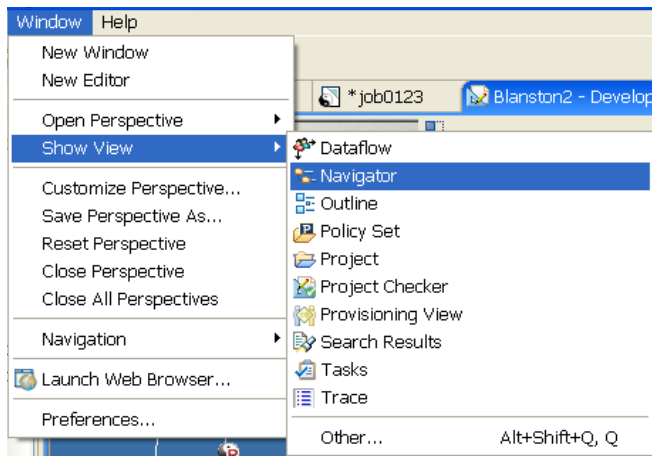 Window Help
New Window
New Editor
*job0123 Blanston2 - Develop
Open Perspective
Show View
Dataflow
Navigator
Customize Perspective...
Outline
Save Perspective As...
Policy Set
Reset Perspective
Project
Close Perspective
Project Checker
Close All Perspectives
Provisioning View
Navigation
Search Results
Launch Web Browser...
Tasks
Trace
Preferences...
Other... Alt+Shift+Q, Q